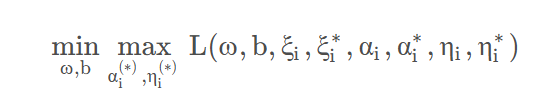 min max L(ω, b, ξᵢ, ξᵢ*, αᵢ, αᵢ*, ηᵢ, ηᵢ*)
ω,b αᵢ⁽*⁾,ηᵢ⁽*⁾